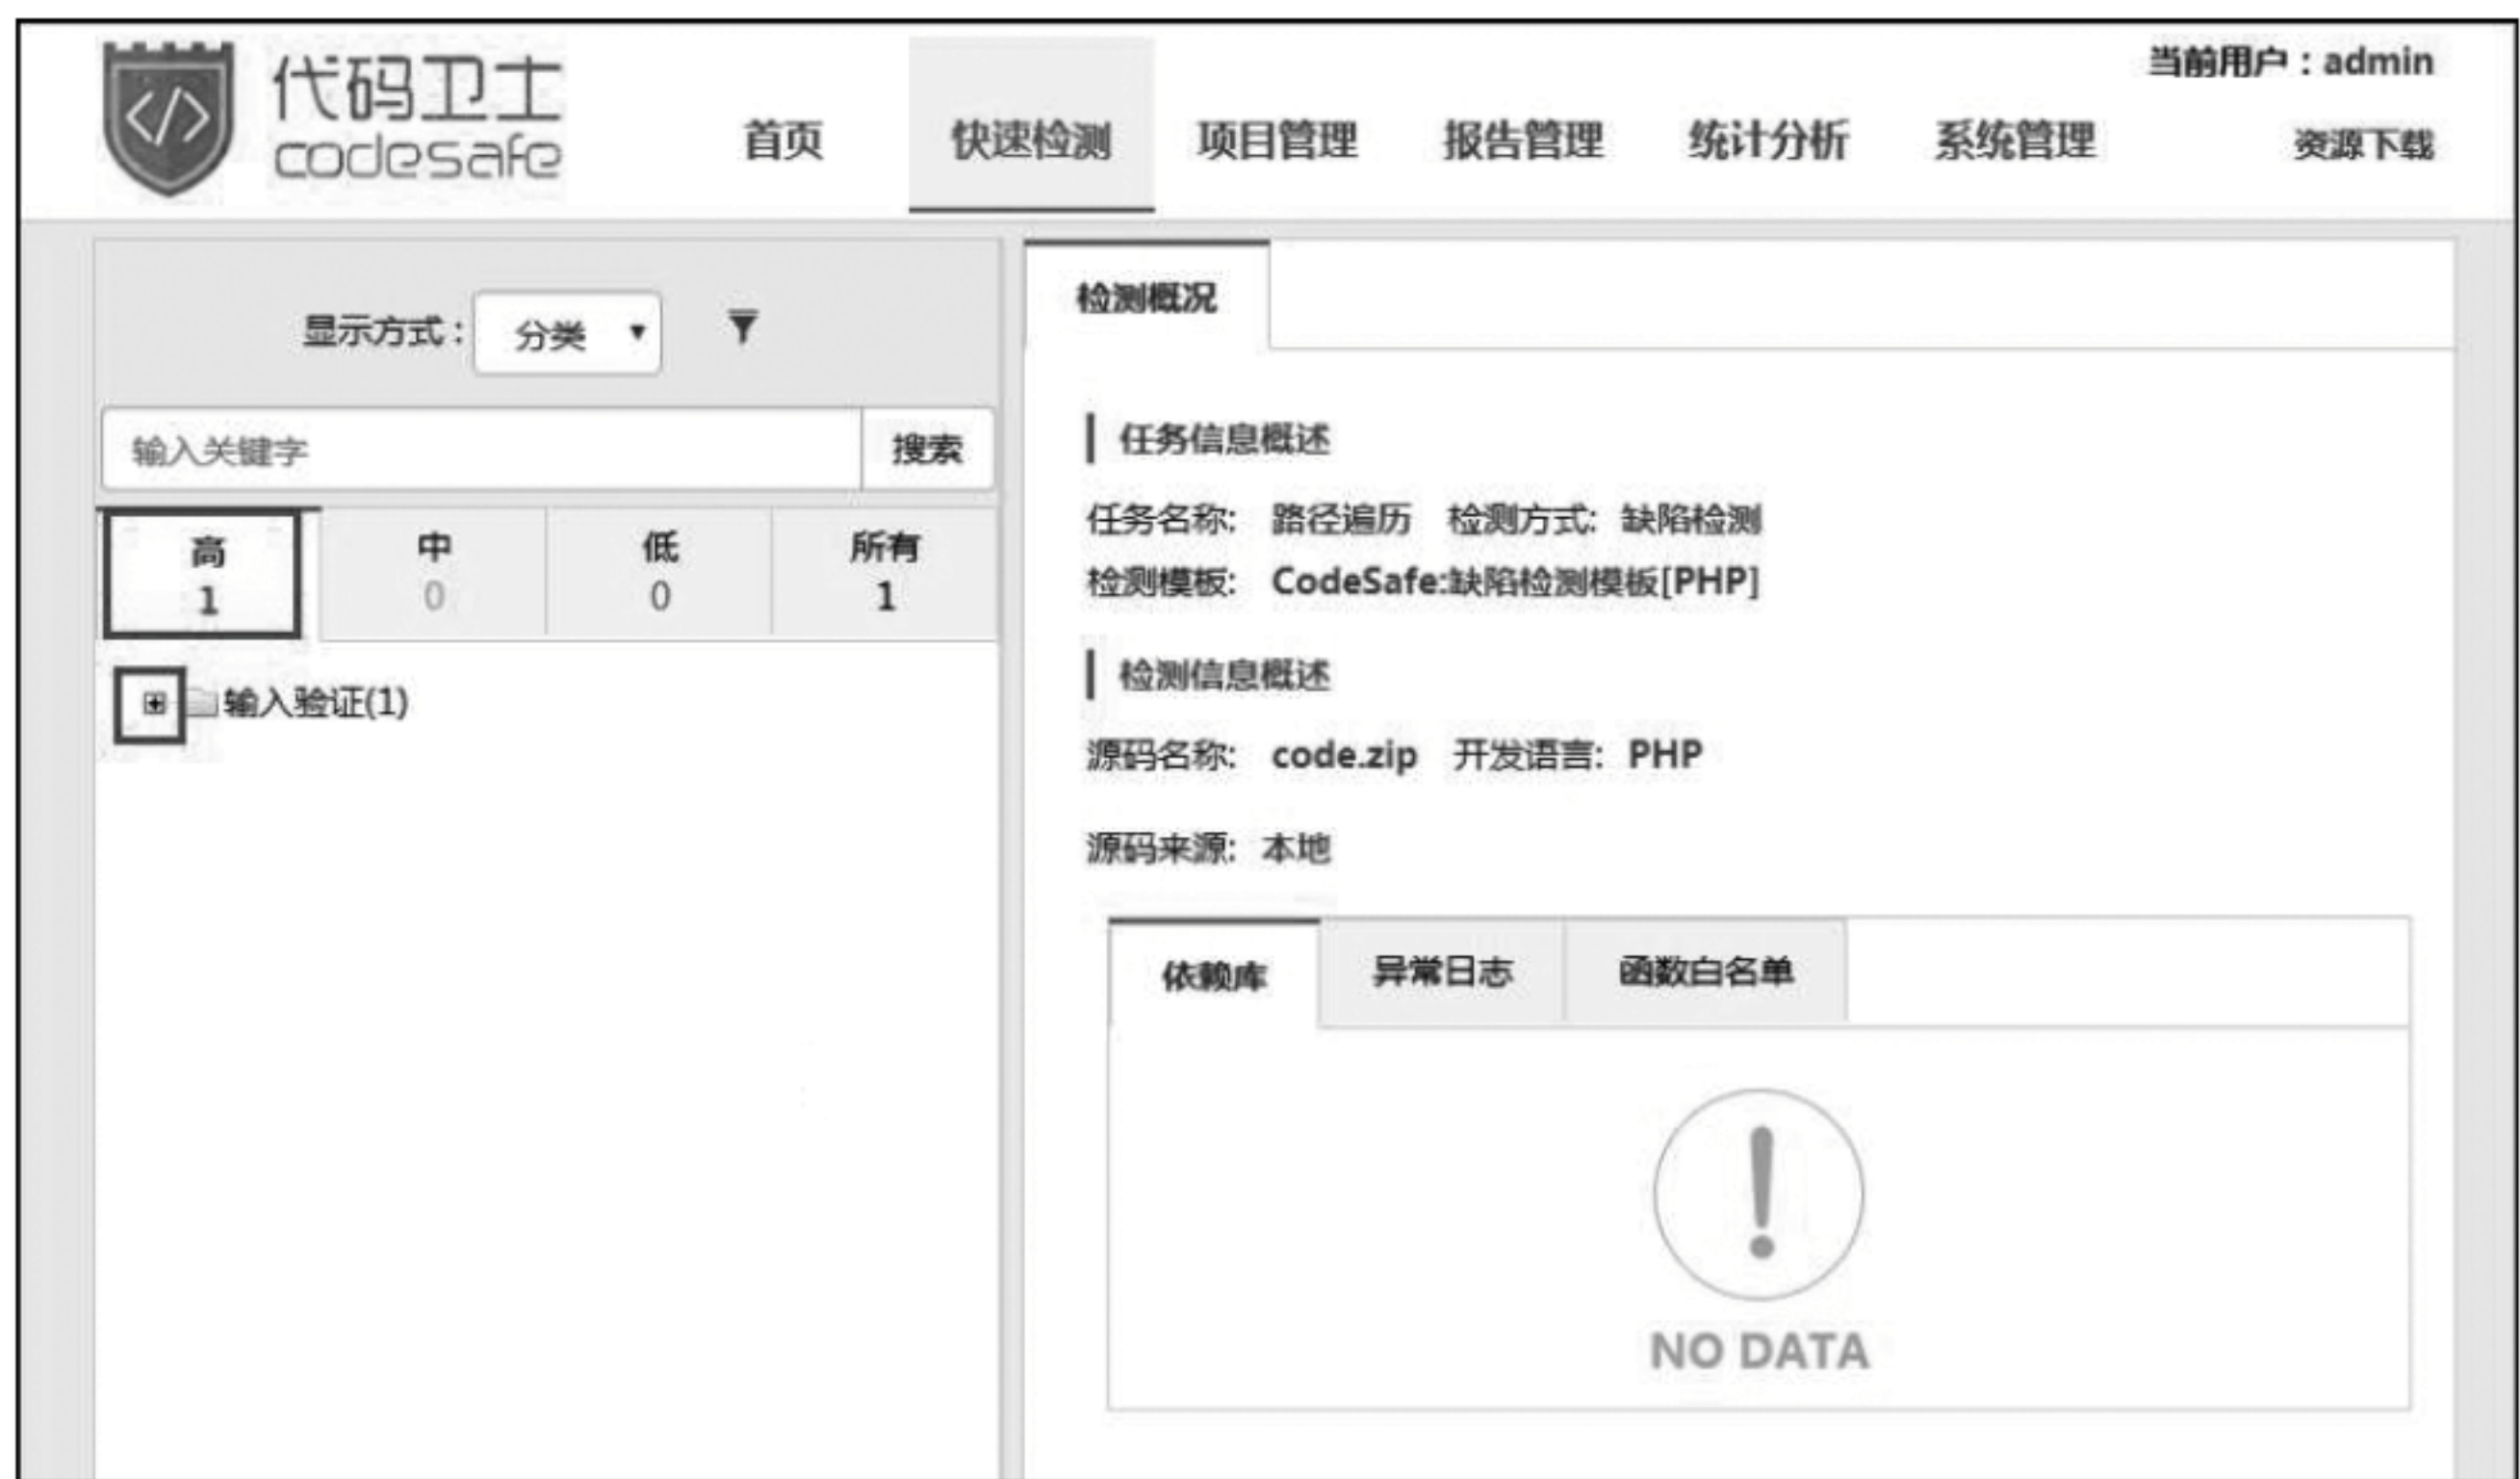 代码卫士
codesafe
当前用户：admin
首页 快速检测 项目管理 报告管理 统计分析 系统管理 资源下载
显示方式： 分类
输入关键字 搜索
高 中 低 所有
1 0 0 1
输入验证(1)
检测概况
任务信息概述
任务名称: 路径遍历 检测方式: 缺陷检测
检测模板: CodeSafe:缺陷检测模板[PHP]
检测信息概述
源码名称: code.zip 开发语言: PHP
源码来源: 本地
依赖库 异常日志 函数白名单
NO DATA